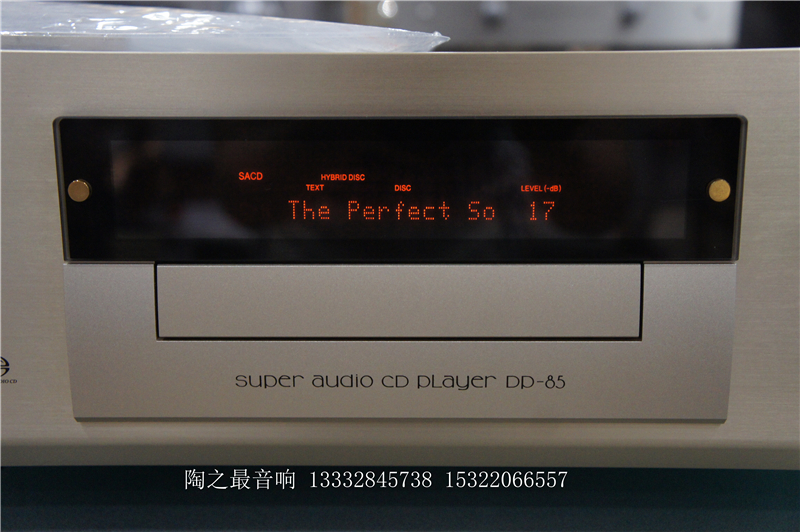 SACD HYBRID DISC
TEXT DISC LEVEL (-dB)
The Perfect So 17
super audio CD player DP-85
陶之最音响 13332845738 15322066557